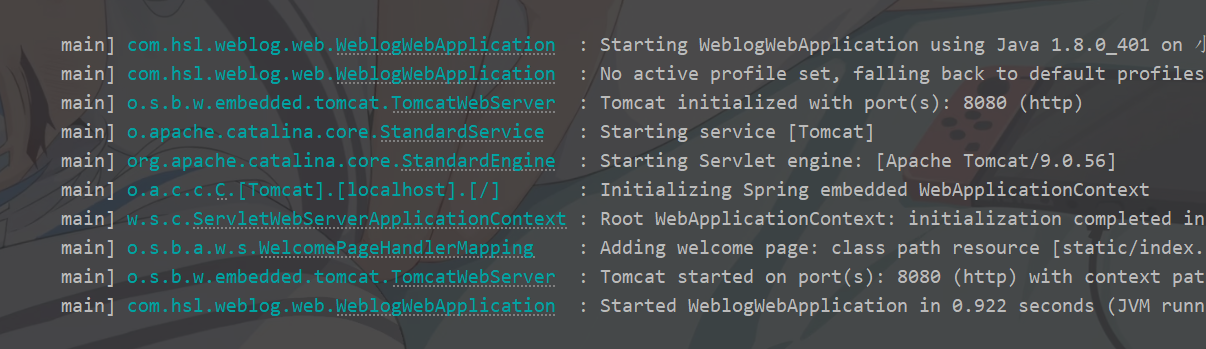 main] com.hsl.weblog.web.WeblogWebApplication : Starting WeblogWebApplication using Java 1.8.0_401 on
main] com.hsl.weblog.web.WeblogWebApplication : No active profile set, falling back to default profiles
main] o.s.b.w.embedded.tomcat.TomcatWebServer : Tomcat initialized with port(s): 8080 (http)
main] o.apache.catalina.core.StandardService : Starting service [Tomcat]
main] org.apache.catalina.core.StandardEngine : Starting Servlet engine: [Apache Tomcat/9.0.56]
main] o.a.c.c.C.[Tomcat].[localhost].[/] : Initializing Spring embedded WebApplicationContext
main] w.s.c.ServletWebServerApplicationContext : Root WebApplicationContext: initialization completed in
main] o.s.b.a.w.s.WelcomePageHandlerMapping : Adding welcome page: class path resource [static/index.
main] o.s.b.w.embedded.tomcat.TomcatWebServer : Tomcat started on port(s): 8080 (http) with context pat
main] com.hsl.weblog.web.WeblogWebApplication : Started WeblogWebApplication in 0.922 seconds (JVM runn